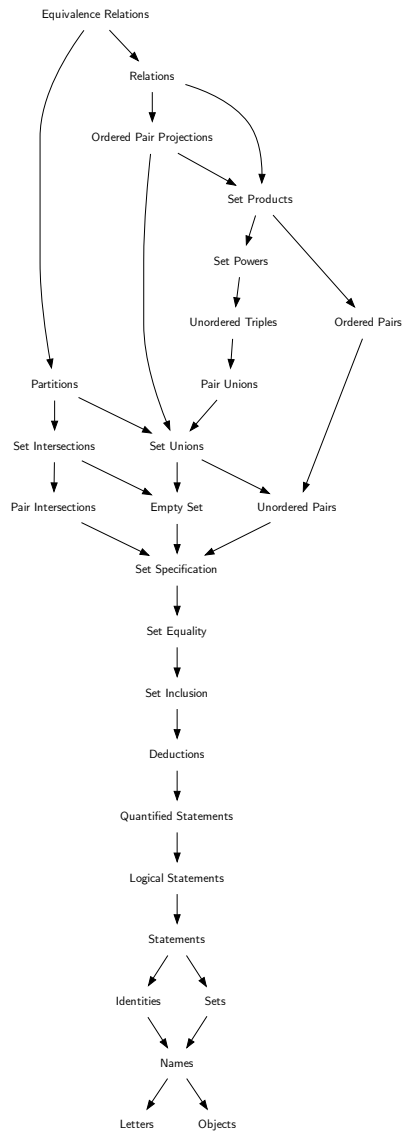 Equivalence Relations
Relations
Ordered Pair Projections
Set Products
Set Powers
Unordered Triples
Ordered Pairs
Partitions
Pair Unions
Set Intersections
Set Unions
Pair Intersections
Empty Set
Unordered Pairs
Set Specification
Set Equality
Set Inclusion
Deductions
Quantified Statements
Logical Statements
Statements
Identities
Sets
Names
Letters
Objects